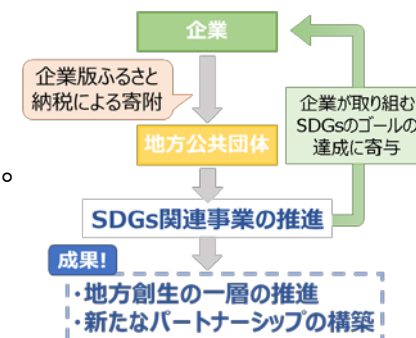 企業
企業版ふるさと
納税による寄附
企業が取り組む
SDGsのゴールの
達成に寄与
地方公共団体
。
SDGs関連事業の推進
成果!
・地方創生の一層の推進
・新たなパートナーシップの構築